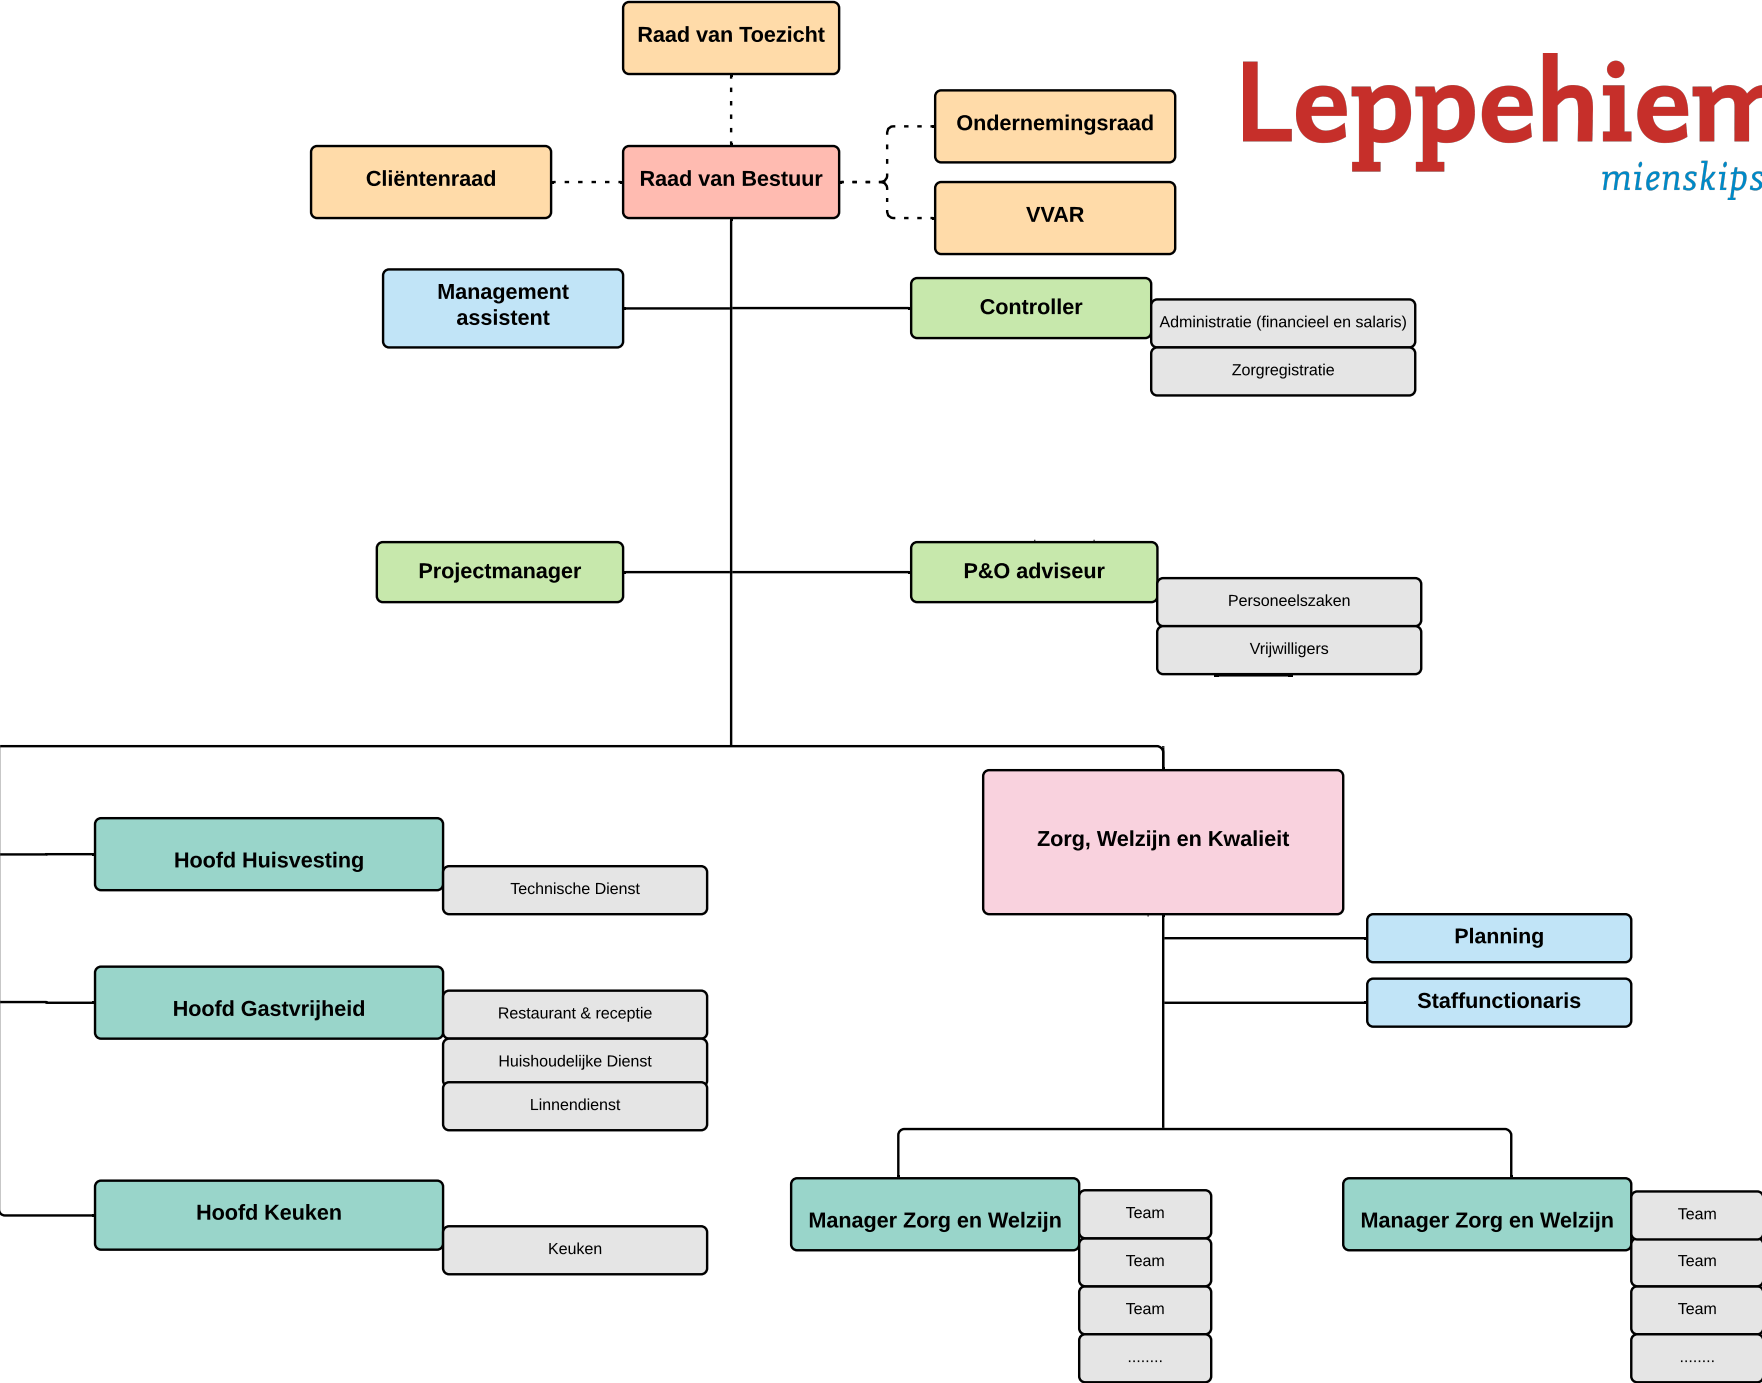 Raad van Toezicht
Leppehiem
mienskips
Ondernemingsraad
Cliëntenraad
Raad van Bestuur
VVAR
Management
assistent
Controller
Administratie (financieel en salaris)
Zorgregistratie
Projectmanager
P&O adviseur
Personeelszaken
Vrijwilligers
Zorg, Welzijn en Kwalieit
Hoofd Huisvesting
Technische Dienst
Planning
Staffunctionaris
Hoofd Gastvrijheid
Restaurant & receptie
Huishoudelijke Dienst
Linnendienst
Hoofd Keuken
Keuken
Manager Zorg en Welzijn
Team
Team
Team
........
Manager Zorg en Welzijn
Team
Team
Team
........